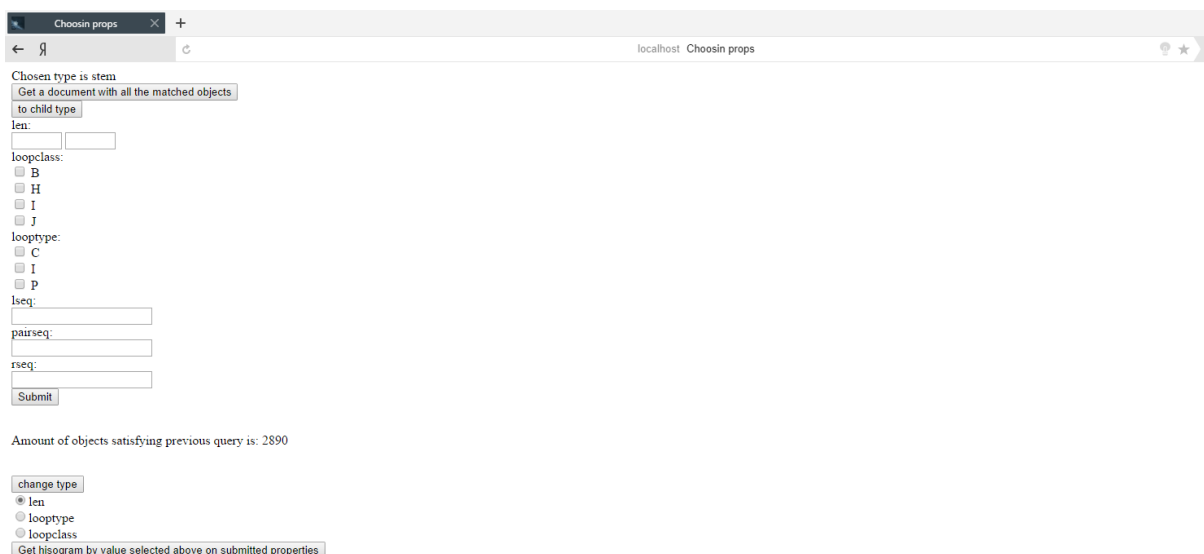 Choosin props
Я localhost Choosin props
Chosen type is stem
Get a document with all the matched objects
to child type
len:
loopclass:
B
H
I
J
looptype:
C
I
P
lseq:
pairseq:
rseq:
Submit
Amount of objects satisfying previous query is: 2890
change type
len
looptype
loopclass
Get hisogram by value selected above on submitted properties